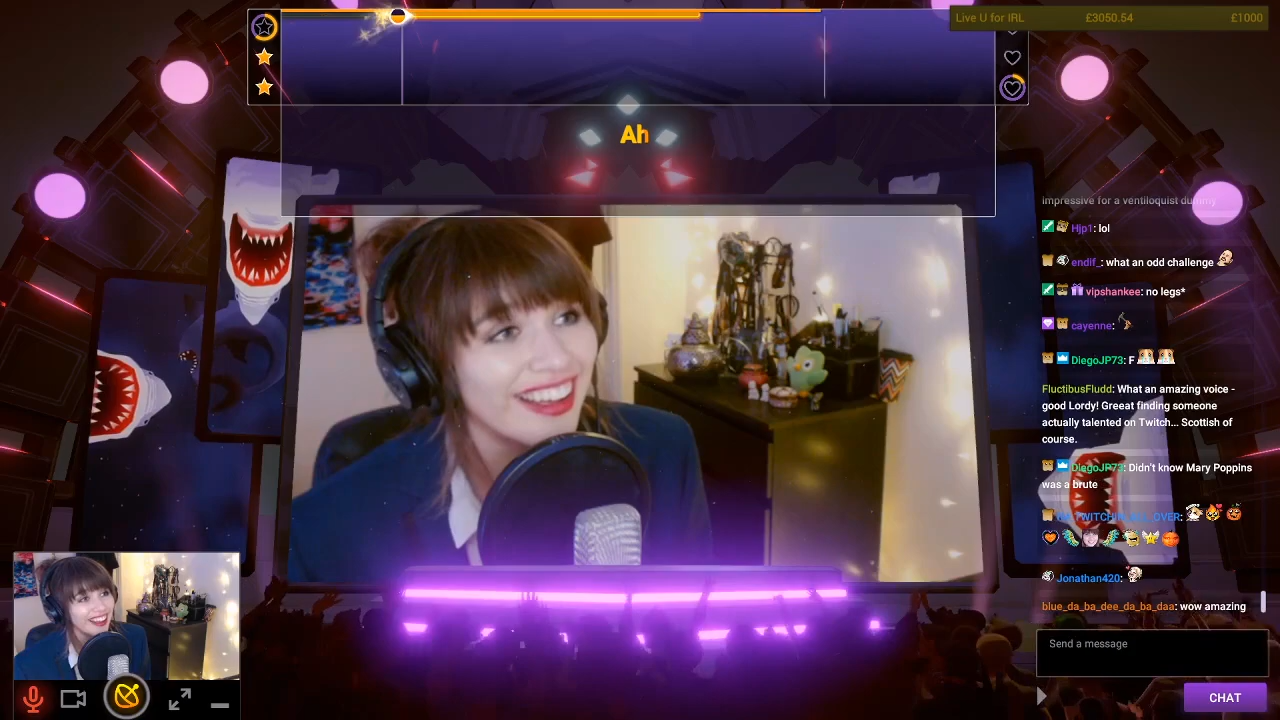 Live U for IRL £3050.54 £1000
Ah
impressive for a ventiloquist dummy
Hjp1: lol
endif_: what an odd challenge
vipshankee: no legs*
cayenne:
DiegoJP73: F
FluctibusFludd: What an amazing voice -
good Lordy! Greeat finding someone
actually talented on Twitch... Scottish of
course.
DiegoJP73: Didn't know Mary Poppins
was a brute
Jonathan420:
blue_da_ba_dee_da_ba_daa: wow amazing
Send a message
CHAT